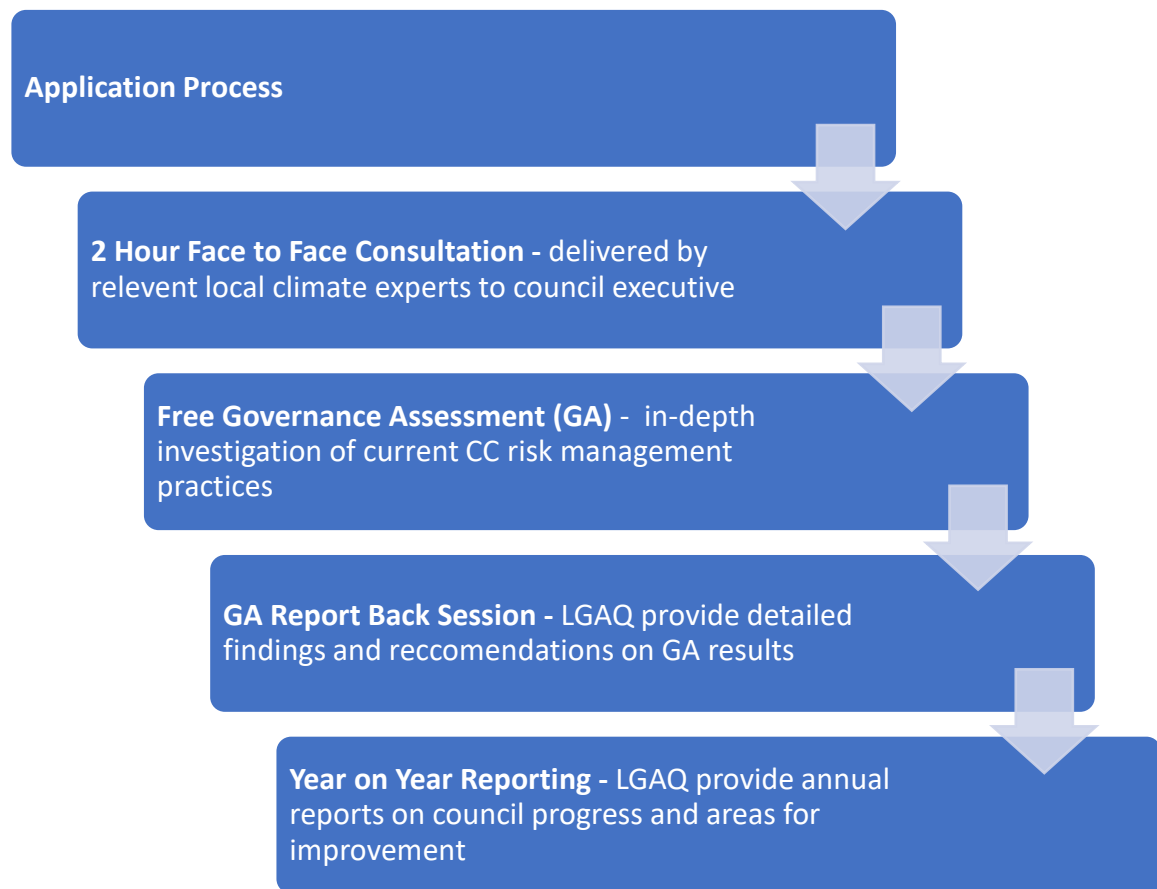 Application Process
2 Hour Face to Face Consultation - delivered by
relevent local climate experts to council executive
Free Governance Assessment (GA) - in-depth
investigation of current CC risk management
practices
GA Report Back Session - LGAQ provide detailed
findings and reccomendations on GA results
Year on Year Reporting - LGAQ provide annual
reports on council progress and areas for
improvement